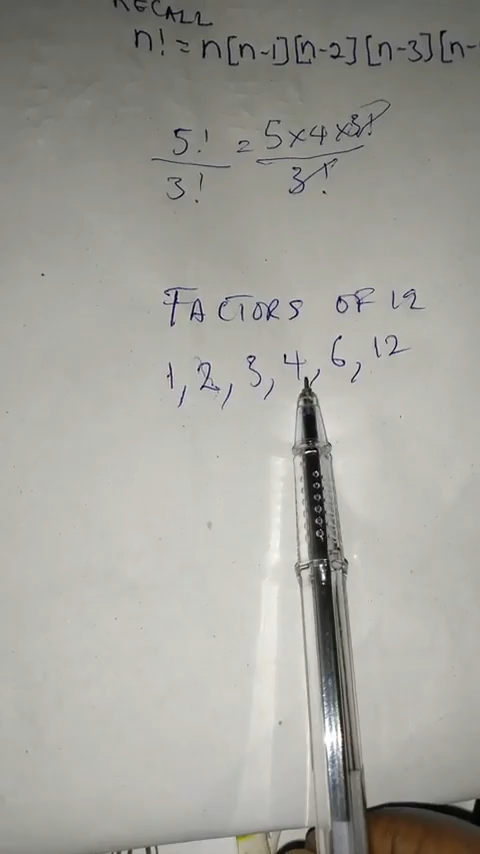 RECALL
n! = n[n-1][n-2][n-3][n-
5! / 3! = 5×4×3! / 3!
FACTORS OF 12
1, 2, 3, 4, 6, 12